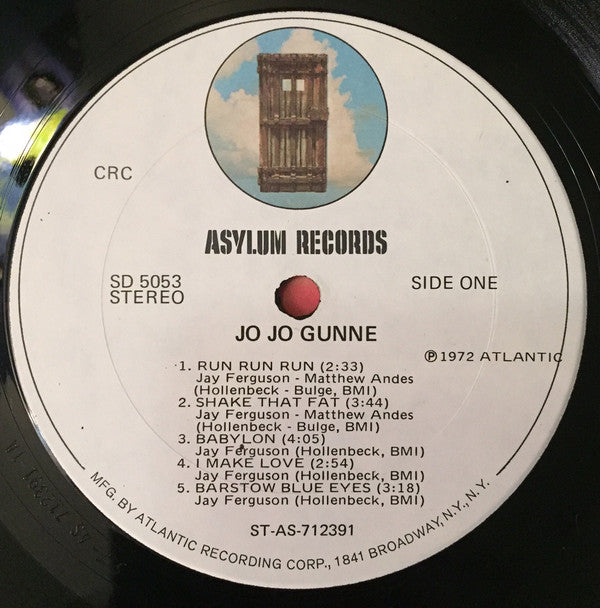 CRC
ASYLUM RECORDS
SD 5053
STEREO
SIDE ONE
JO JO GUNNE
℗1972 ATLANTIC
1. RUN RUN RUN (2:33)
Jay Ferguson - Matthew Andes
(Hollenbeck - Bulge, BMI)
2. SHAKE THAT FAT (3:44)
Jay Ferguson - Matthew Andes
(Hollenbeck - Bulge, BMI)
3. BABYLON (4:05)
Jay Ferguson (Hollenbeck, BMI)
4. I MAKE LOVE (2:54)
Jay Ferguson (Hollenbeck, BMI)
5. BARSTOW BLUE EYES (3:18)
Jay Ferguson (Hollenbeck, BMI)
ST-AS-712391
MFG. BY ATLANTIC RECORDING CORP., 1841 BROADWAY, N.Y., N.Y.